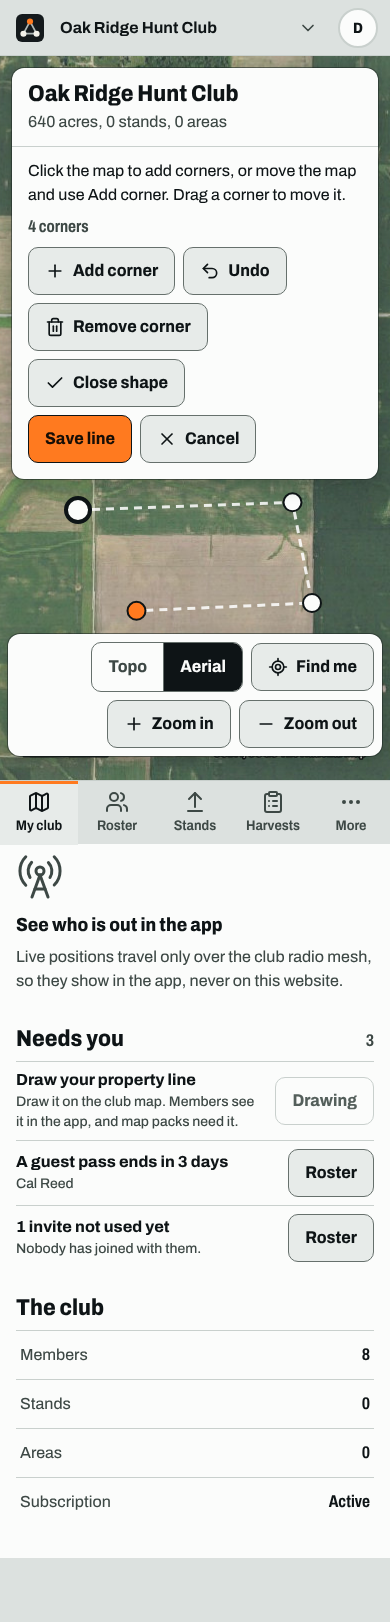 Oak Ridge Hunt Club
D
Oak Ridge Hunt Club
640 acres, 0 stands, 0 areas
Click the map to add corners, or move the map
and use Add corner. Drag a corner to move it.
4 corners
Add corner
Undo
Remove corner
Close shape
Save line
Cancel
Topo
Aerial
Find me
Zoom in
Zoom out
My club
Roster
Stands
Harvests
More
See who is out in the app
Live positions travel only over the club radio mesh,
so they show in the app, never on this website.
Needs you
3
Draw your property line
Draw it on the club map. Members see
it in the app, and map packs need it.
Drawing
A guest pass ends in 3 days
Cal Reed
Roster
1 invite not used yet
Nobody has joined with them.
Roster
The club
Members
8
Stands
0
Areas
0
Subscription
Active